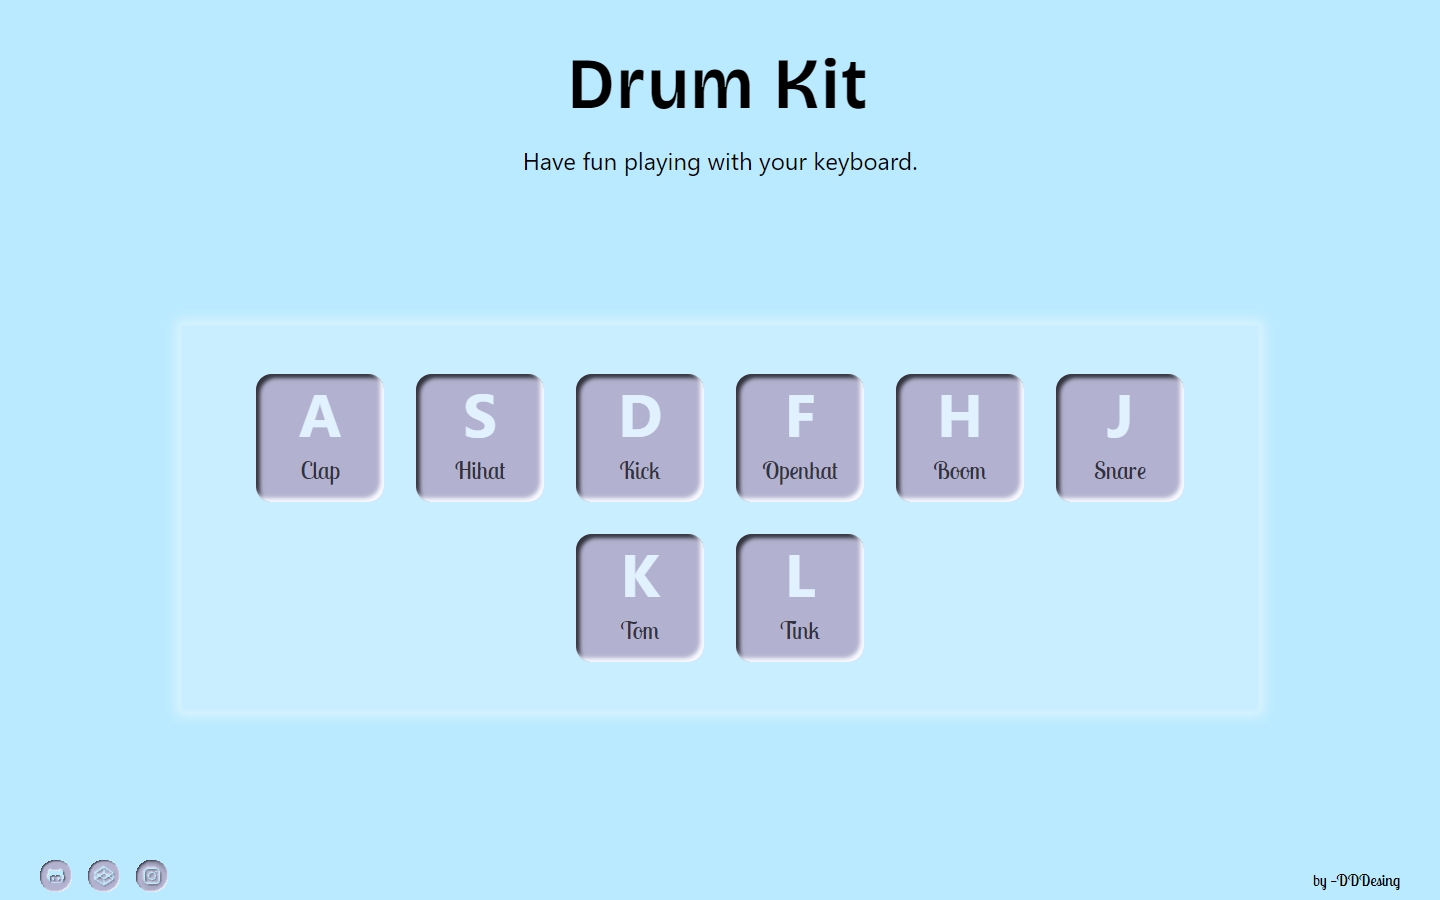 Drum Kit
Have fun playing with your keyboard.
A S D F H J
Clap Hihat Kick Openhat Boom Snare
K L
Tom Tink
by -DDDesing